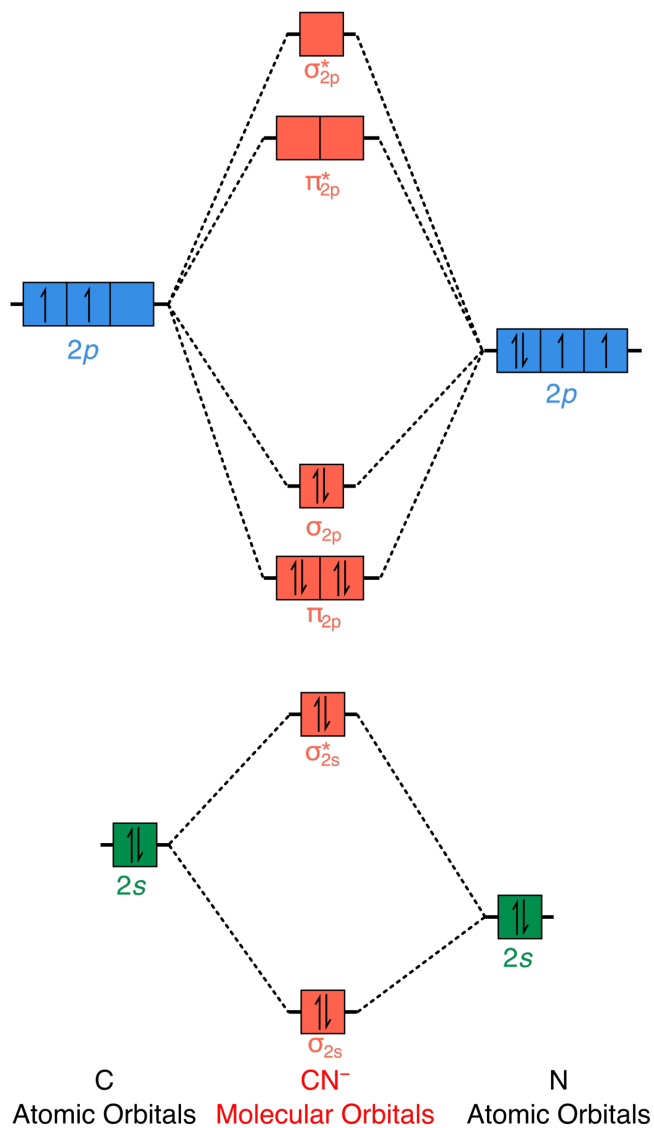 σ*2p
π*2p
2p
2p
σ2p
π2p
σ*2s
2s
2s
σ2s
C CN⁻ N
Atomic Orbitals Molecular Orbitals Atomic Orbitals